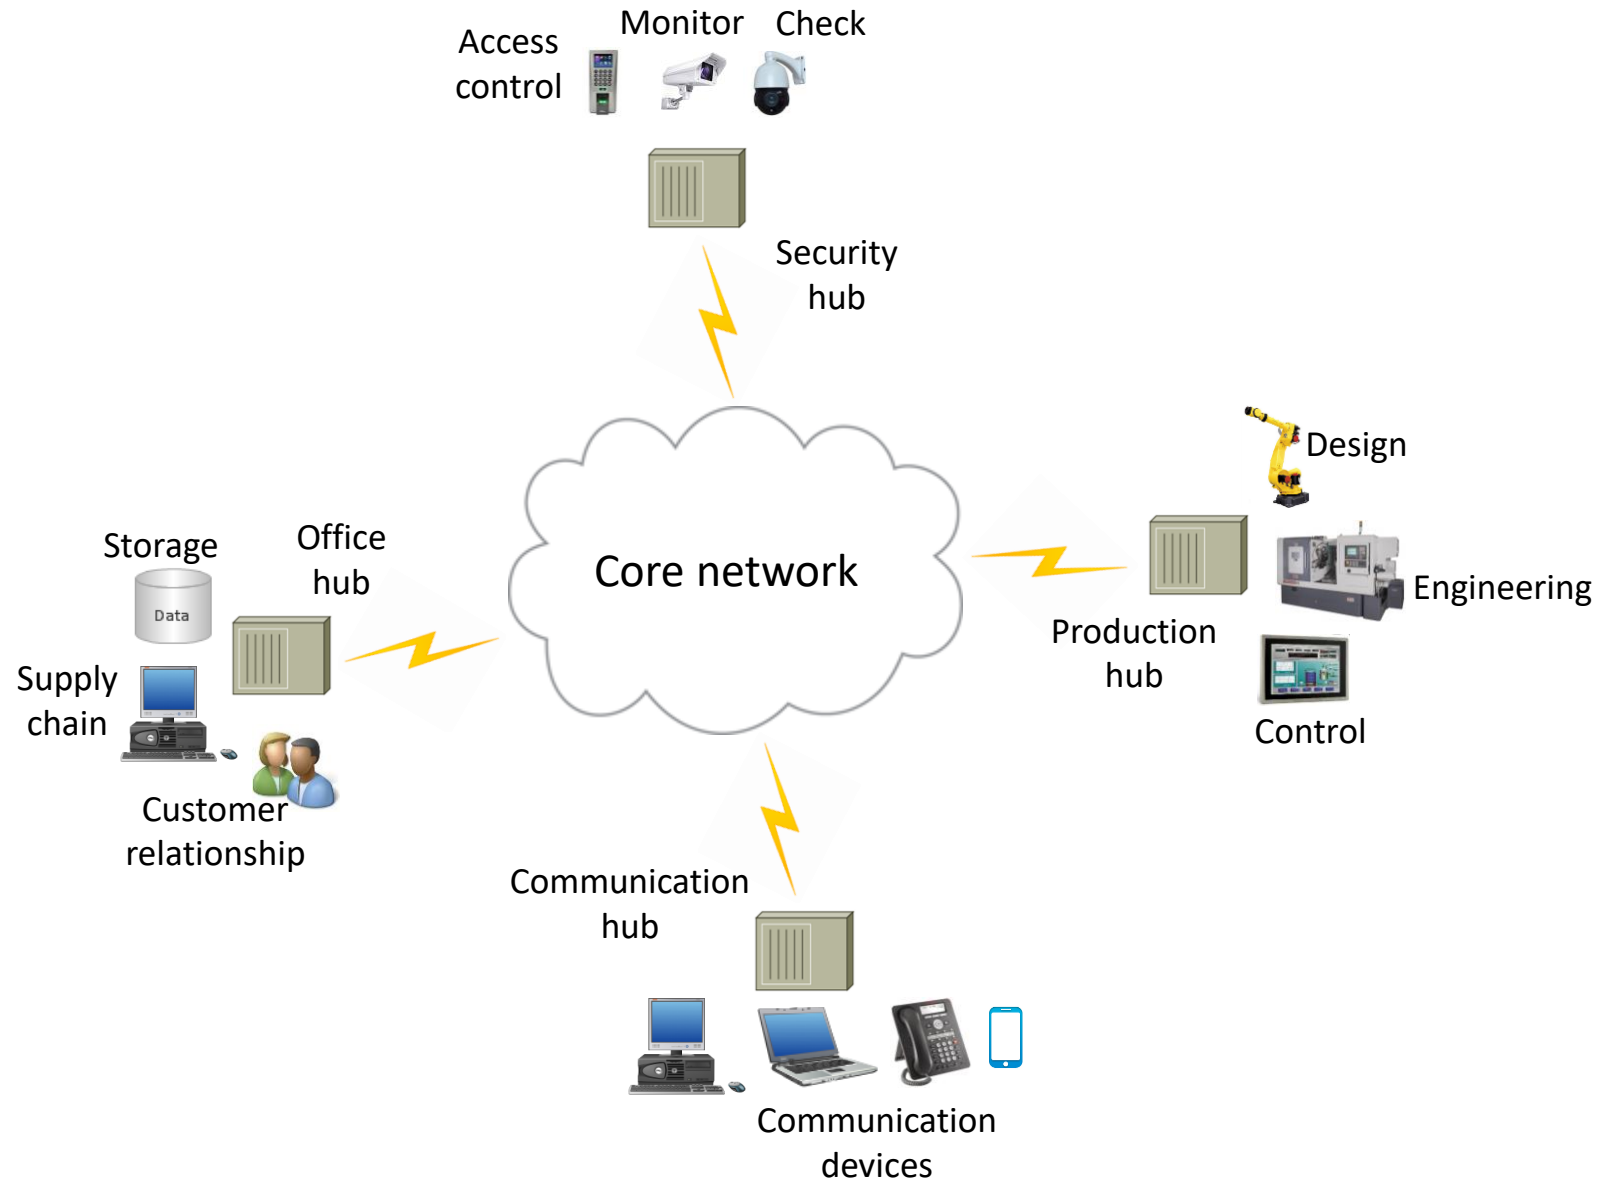 Monitor
Check
Access
control
Security
hub
Design
Storage
Data
Office
hub
Core network
Engineering
Production
hub
Supply
chain
Control
Customer
relationship
Communication
hub
Communication
devices